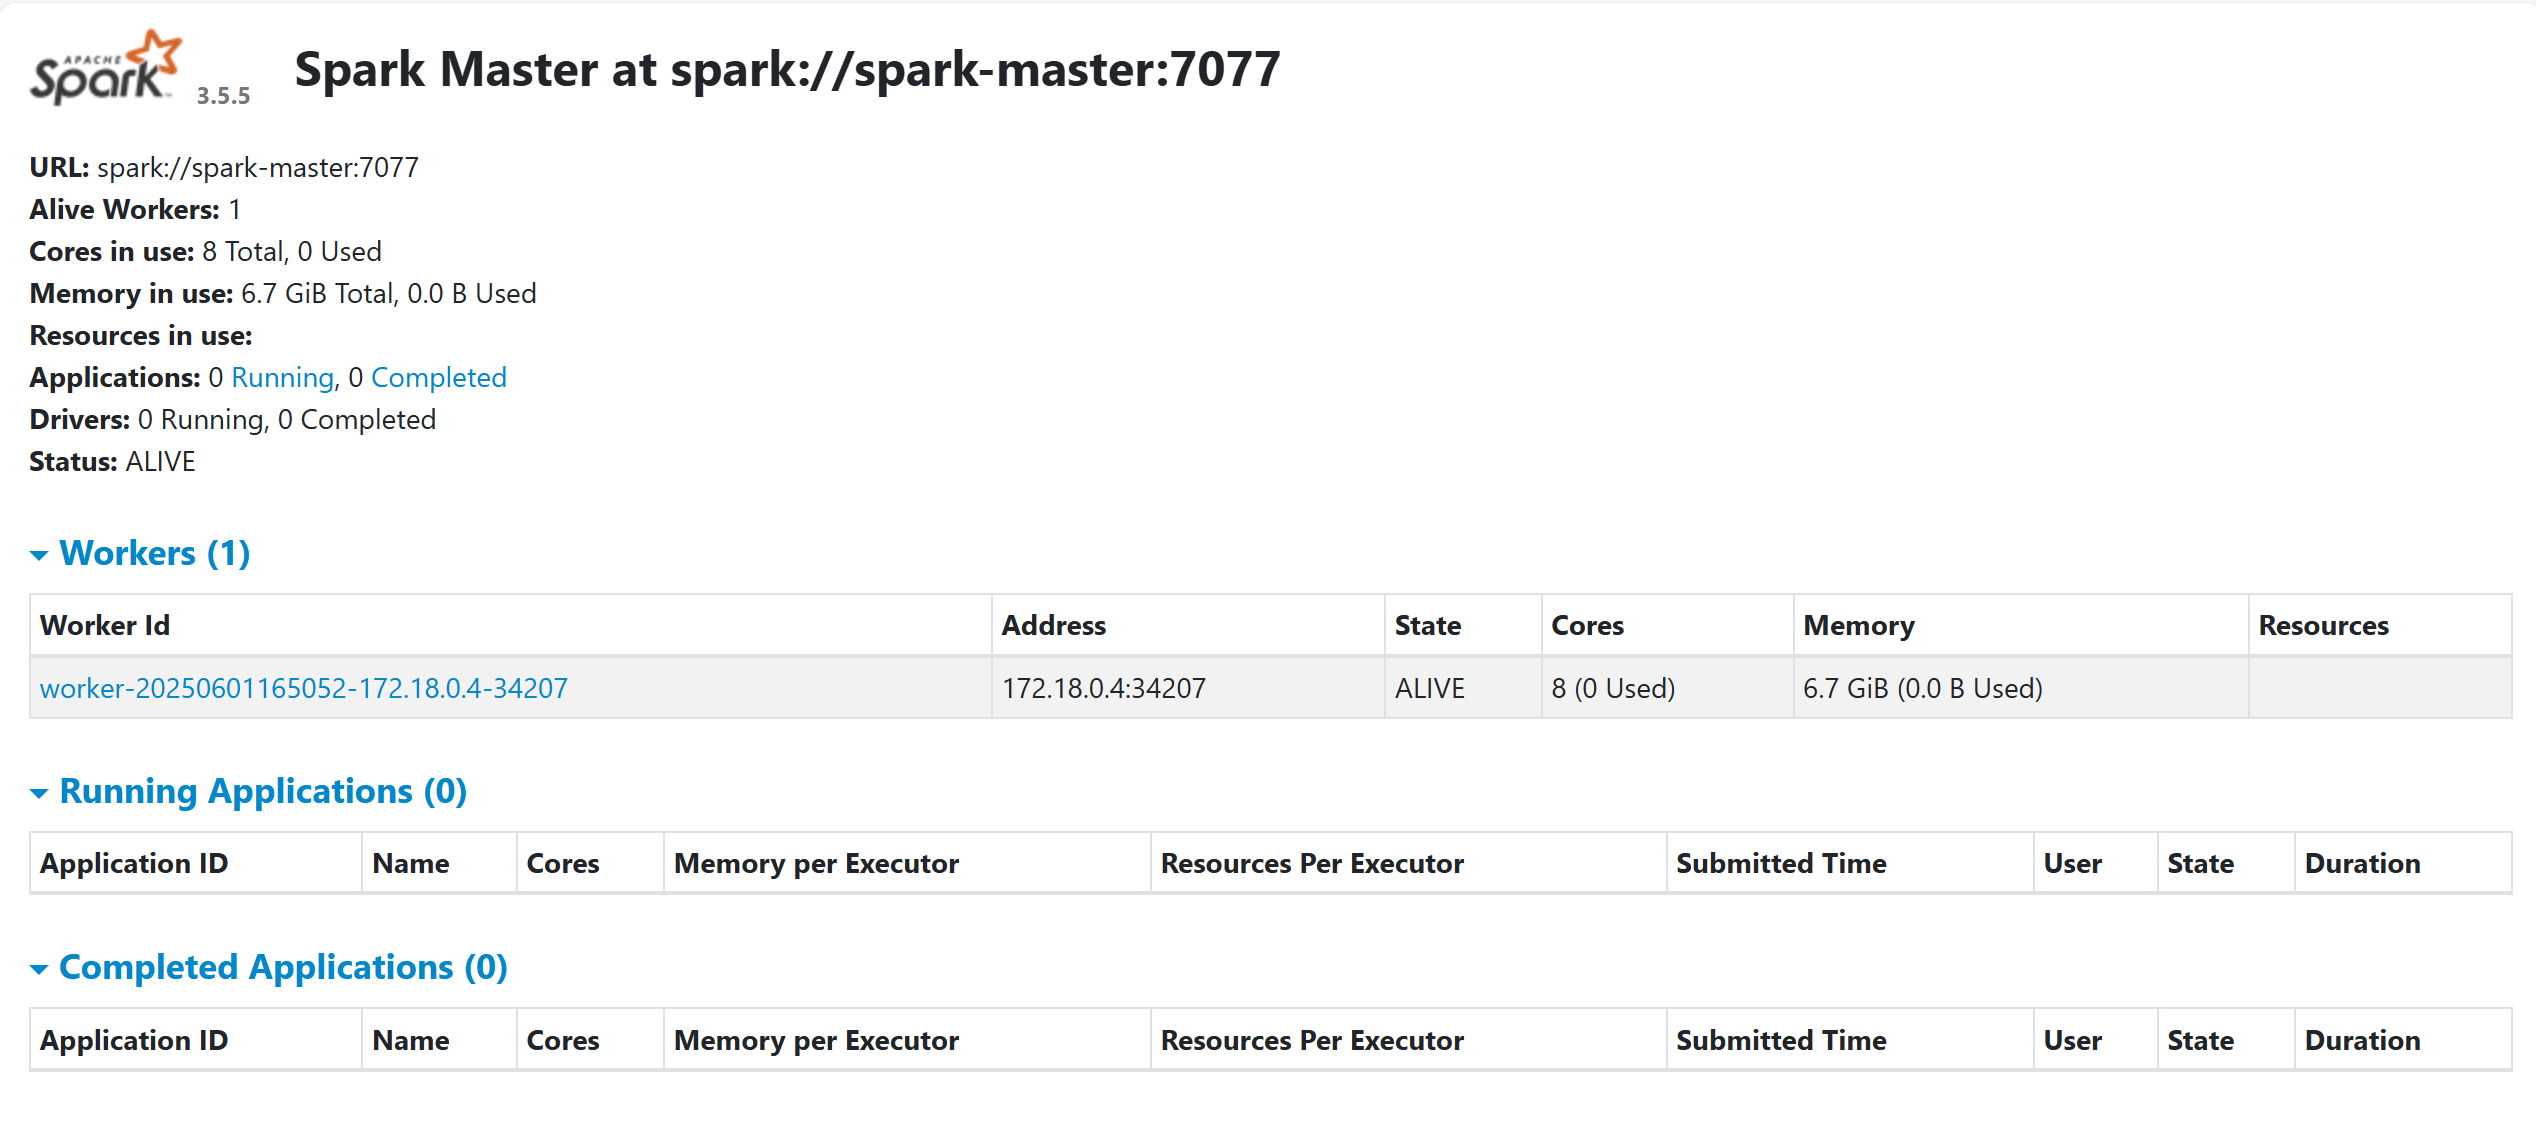 APACHE
Spark™ 3.5.5
Spark Master at spark://spark-master:7077
URL: spark://spark-master:7077
Alive Workers: 1
Cores in use: 8 Total, 0 Used
Memory in use: 6.7 GiB Total, 0.0 B Used
Resources in use:
Applications: 0 Running, 0 Completed
Drivers: 0 Running, 0 Completed
Status: ALIVE
Workers (1)
Worker Id Address State Cores Memory Resources
worker-20250601165052-172.18.0.4-34207 172.18.0.4:34207 ALIVE 8 (0 Used) 6.7 GiB (0.0 B Used)
Running Applications (0)
Application ID Name Cores Memory per Executor Resources Per Executor Submitted Time User State Duration
Completed Applications (0)
Application ID Name Cores Memory per Executor Resources Per Executor Submitted Time User State Duration